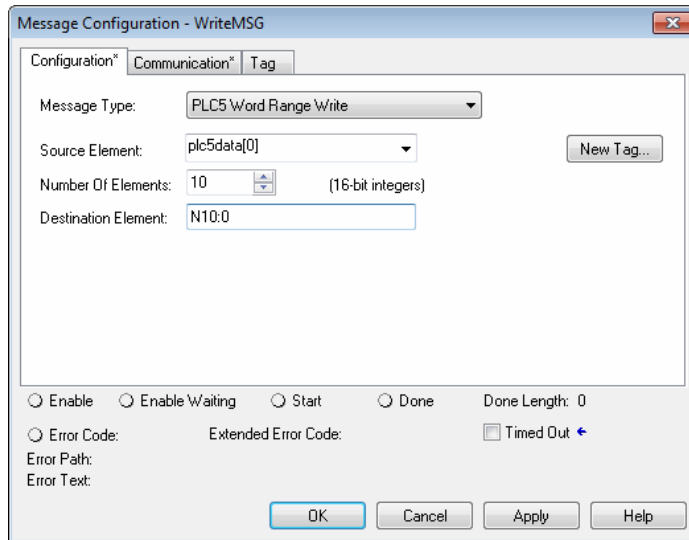 Message Configuration - WriteMSG
Configuration* Communication* Tag
Message Type: PLC5 Word Range Write
Source Element: plc5data[0] New Tag...
Number Of Elements: 10 (16-bit integers)
Destination Element: N10:0
Enable Enable Waiting Start Done Done Length: 0
Error Code: Extended Error Code: Timed Out
Error Path:
Error Text:
OK Cancel Apply Help